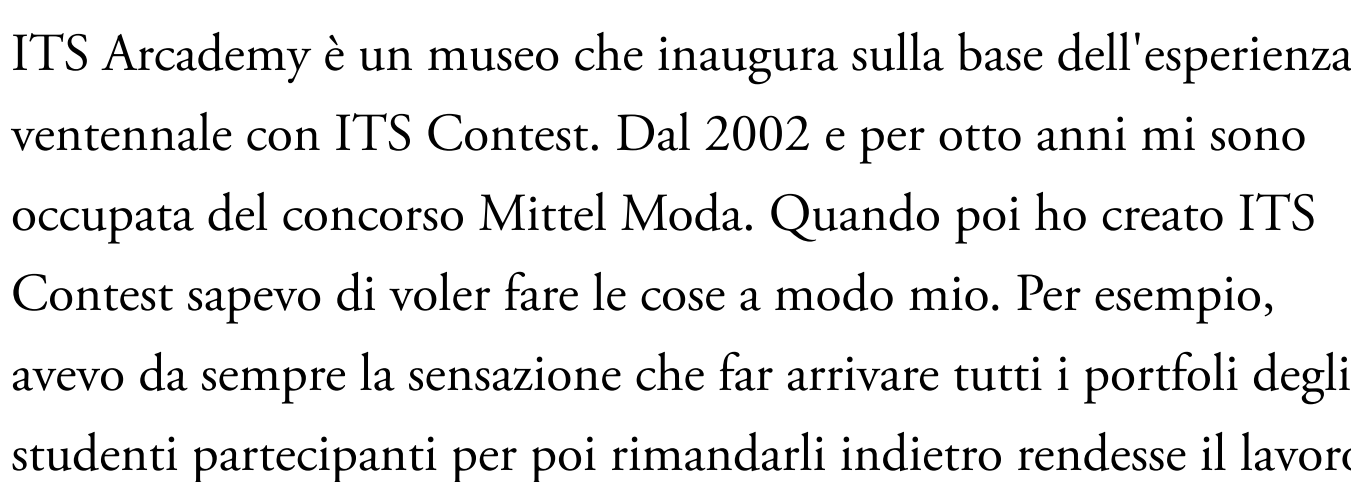 ITS Arcademy è un museo che inaugura sulla base dell'esperienza
ventennale con ITS Contest. Dal 2002 e per otto anni mi sono
occupata del concorso Mittel Moda. Quando poi ho creato ITS
Contest sapevo di voler fare le cose a modo mio. Per esempio,
avevo da sempre la sensazione che far arrivare tutti i portfoli degli
studenti partecipanti per poi rimandarli indietro rendesse il lavoro